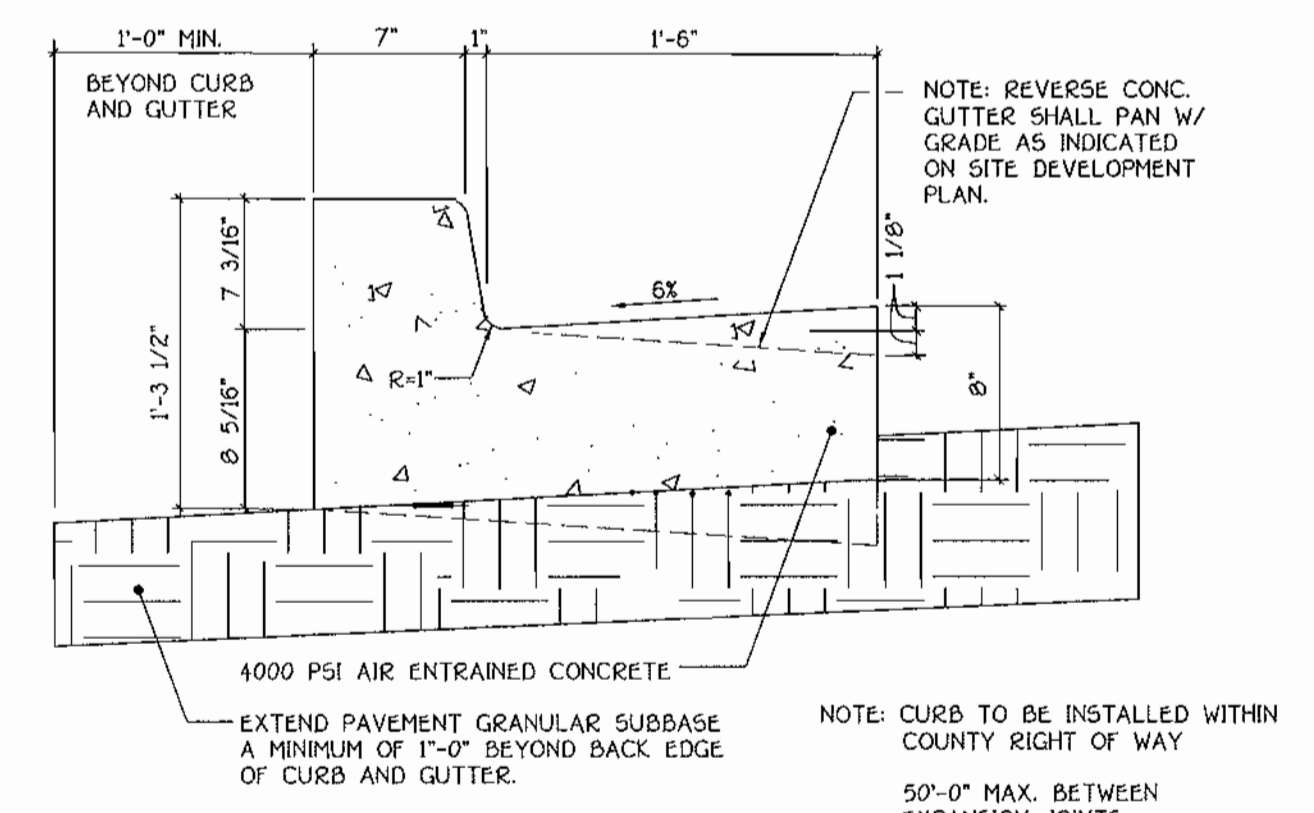 1'-0" MIN.
7"
1"
1'-6"
BEYOND CURB
AND GUTTER
NOTE: REVERSE CONC.
GUTTER SHALL PAN W/
GRADE AS INDICATED
ON SITE DEVELOPMENT
PLAN.
7 3/16"
1 1/8"
6%
1'-3 1/2"
R=1"
8"
8 5/16"
4000 PSI AIR ENTRAINED CONCRETE
EXTEND PAVEMENT GRANULAR SUBBASE
A MINIMUM OF 1"-0" BEYOND BACK EDGE
OF CURB AND GUTTER.
NOTE: CURB TO BE INSTALLED WITHIN
COUNTY RIGHT OF WAY
50'-0" MAX. BETWEEN
EXPANSION JOINTS